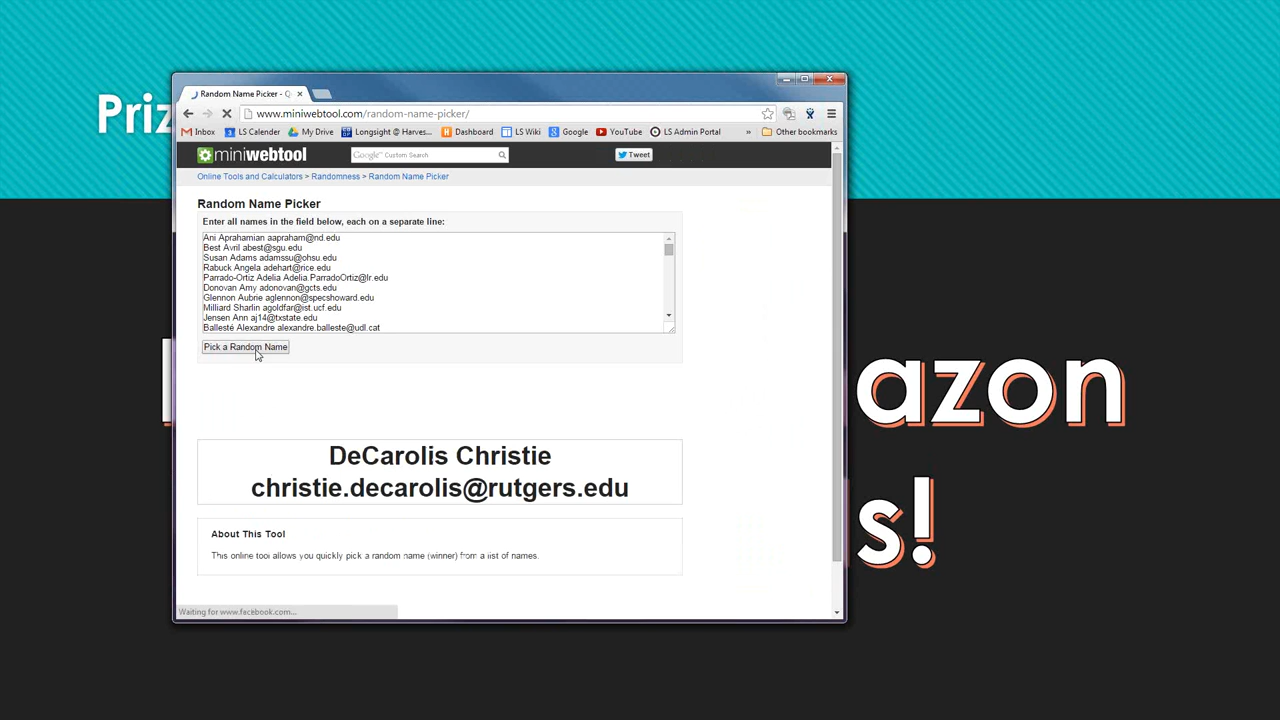 Priz
azon
s!
Random Name Picker - Q
www.miniwebtool.com/random-name-picker/
Inbox LS Calender My Drive Longsight @ Harves... Dashboard LS Wiki Google YouTube LS Admin Portal » Other bookmarks
miniwebtool Google™ Custom Search Tweet
Online Tools and Calculators > Randomness > Random Name Picker
Random Name Picker
Enter all names in the field below, each on a separate line:
Ani Aprahamian aapraham@nd.edu
Best Avril abest@sgu.edu
Susan Adams adamssu@ohsu.edu
Rabuck Angela adehart@rice.edu
Parrado-Ortiz Adelia Adelia.ParradoOrtiz@lr.edu
Donovan Amy adonovan@gcts.edu
Glennon Aubrie aglennon@specshoward.edu
Milliard Sharlin agoldfar@ist.ucf.edu
Jensen Ann aj14@txstate.edu
Ballesté Alexandre alexandre.balleste@udl.cat
Pick a Random Name
DeCarolis Christie
christie.decarolis@rutgers.edu
About This Tool
This online tool allows you quickly pick a random name (winner) from a list of names.
Waiting for www.facebook.com...